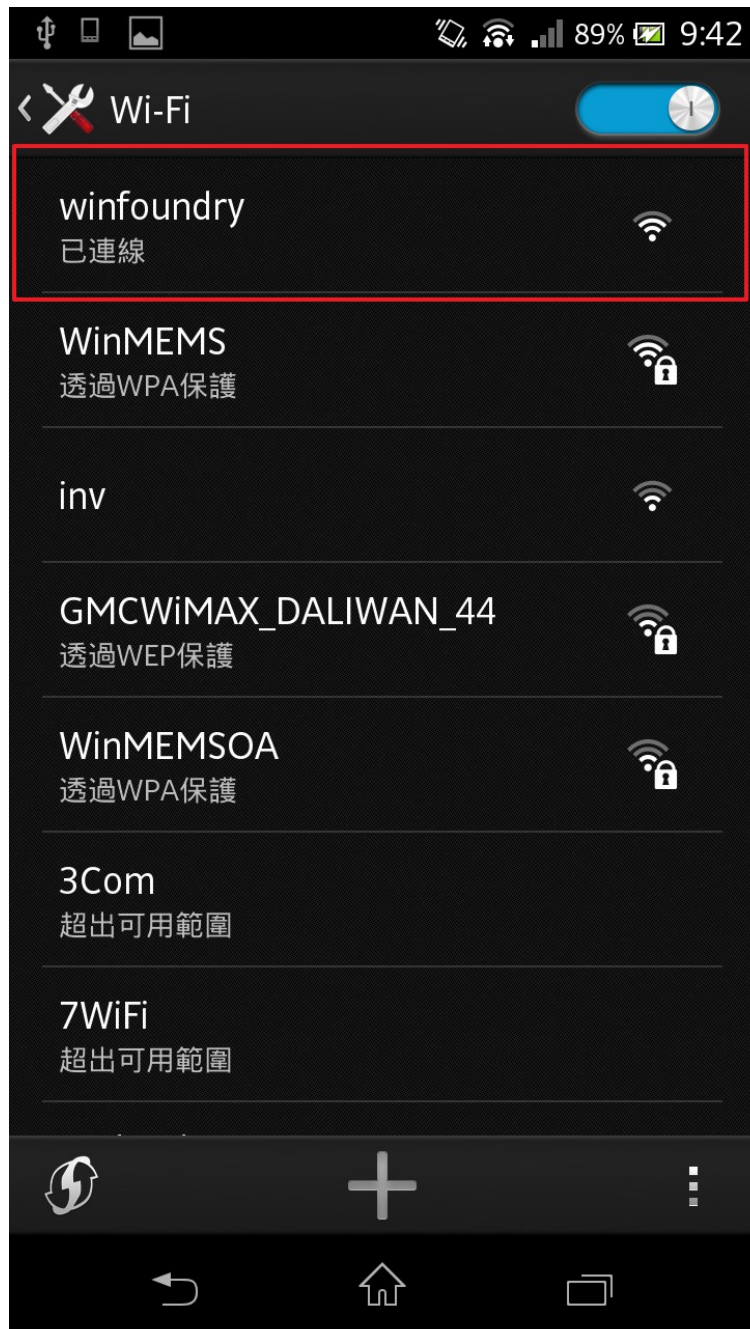 89% 9:42
Wi-Fi
winfoundry
已連線
WinMEMS
透過WPA保護
inv
GMCWiMAX_DALIWAN_44
透過WEP保護
WinMEMSOA
透過WPA保護
3Com
超出可用範圍
7WiFi
超出可用範圍